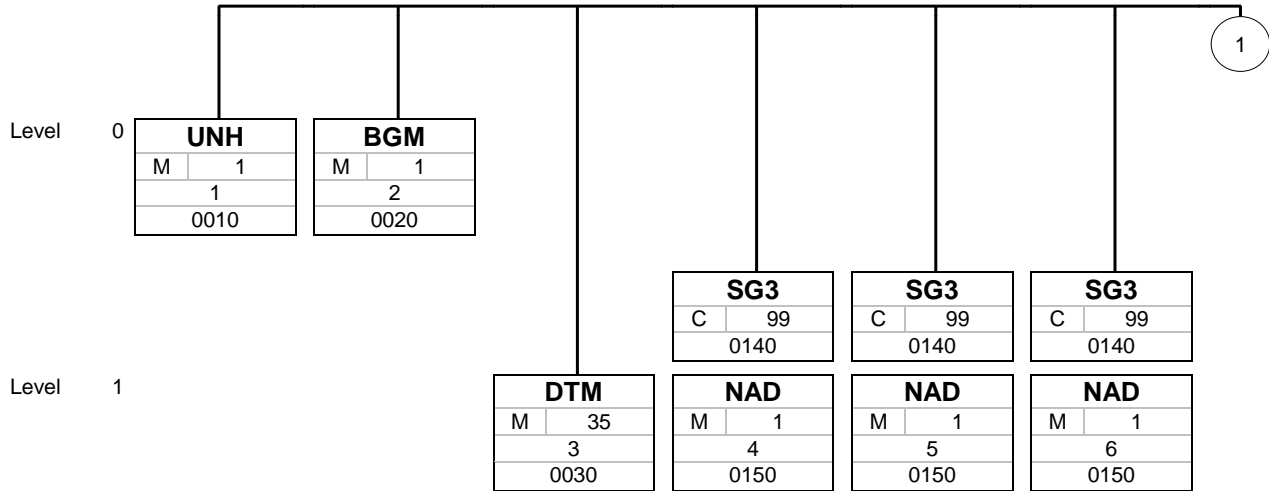 1
Level 0
UNH BGM
M 1 M 1
1 2
0010 0020
SG3 SG3 SG3
C 99 C 99 C 99
0140 0140 0140
Level 1
DTM NAD NAD NAD
M 35 M 1 M 1 M 1
3 4 5 6
0030 0150 0150 0150